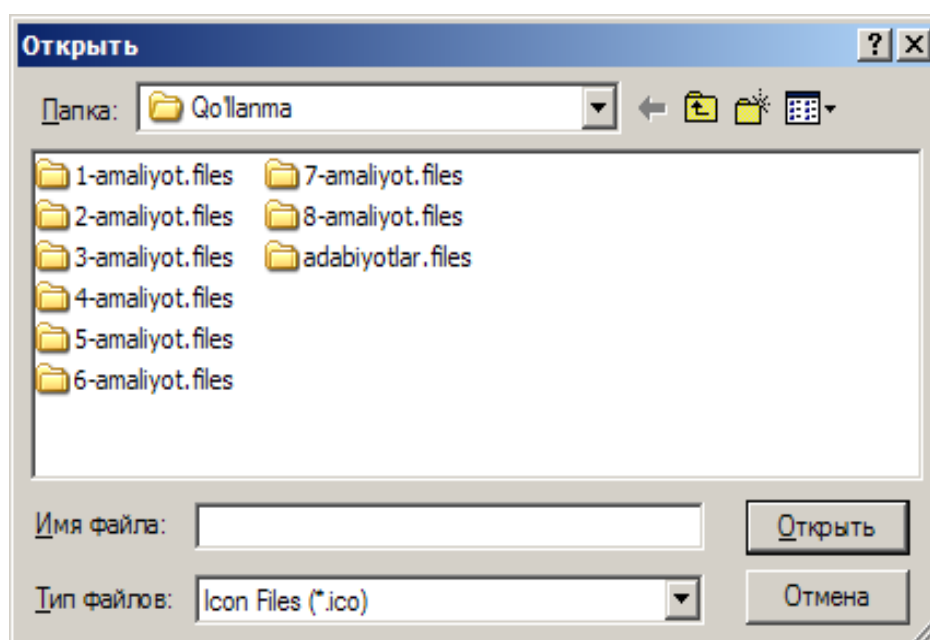 Открыть
Папка: Qo'llanma
1-amaliyot.files 7-amaliyot.files
2-amaliyot.files 8-amaliyot.files
3-amaliyot.files adabiyotlar.files
4-amaliyot.files
5-amaliyot.files
6-amaliyot.files
Имя файла: Открыть
Тип файлов: Icon Files (*.ico) Отмена